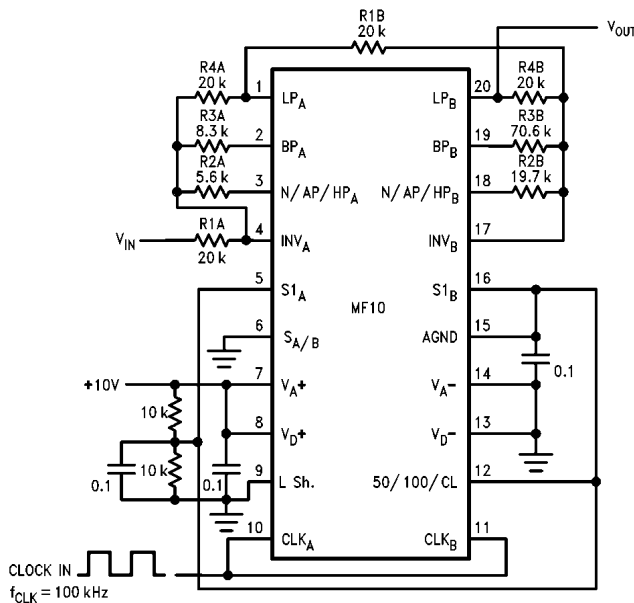 R1B
20 k
V_OUT
R4A
20 k
1
LP_A
20
LP_B
R4B
20 k
R3A
8.3 k
2
BP_A
19
BP_B
R3B
70.6 k
R2A
5.6 k
3
N/AP/HP_A
18
N/AP/HP_B
R2B
19.7 k
V_IN
R1A
20 k
4
INV_A
17
INV_B
5
S1_A
16
S1_B
MF10
6
S_A/B
15
AGND
0.1
+10V
7
V_A+
14
V_A−
10 k
8
V_D+
13
V_D−
0.1
10k
0.1
9
L Sh.
12
50/100/CL
10
CLK_A
11
CLK_B
CLOCK IN
f_CLK = 100 kHz